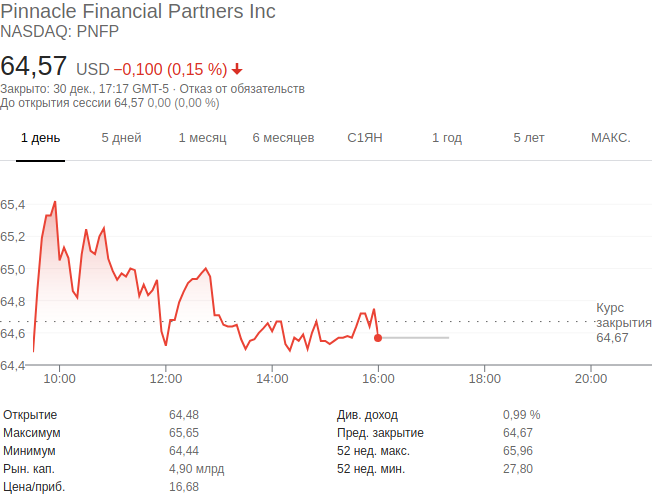 Pinnacle Financial Partners Inc
NASDAQ: PNFP
64,57 USD −0,100 (0,15 %)
Закрыто: 30 дек., 17:17 GMT-5 · Отказ от обязательств
До открытия сессии 64,57 0,00 (0,00 %)
1 день 5 дней 1 месяц 6 месяцев С1ЯН 1 год 5 лет МАКС.
65,4
65,2
65,0
64,8
Курс
закрытия
64,6
64,67
64,4
10:00 12:00 14:00 16:00 18:00 20:00
Открытие 64,48 Див. доход 0,99 %
Максимум 65,65 Пред. закрытие 64,67
Минимум 64,44 52 нед. макс. 65,96
Рын. кап. 4,90 млрд 52 нед. мин. 27,80
Цена/приб. 16,68